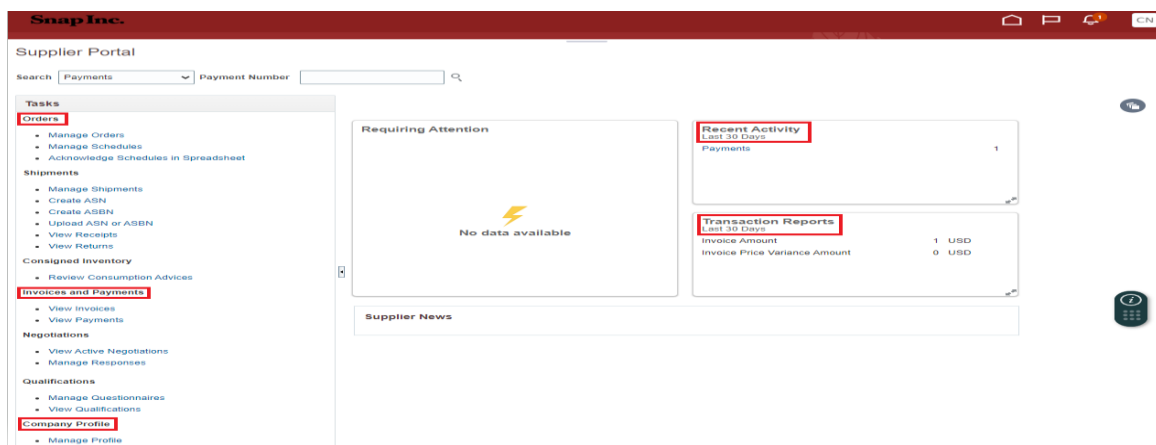 Snap Inc.
1
CN
Supplier Portal
Search Payments Payment Number
Tasks
Orders
Manage Orders
Manage Schedules
Acknowledge Schedules in Spreadsheet
Shipments
Manage Shipments
Create ASN
Create ASBN
Upload ASN or ASBN
View Receipts
View Returns
Consigned Inventory
Review Consumption Advices
Invoices and Payments
View Invoices
View Payments
Negotiations
View Active Negotiations
Manage Responses
Qualifications
Manage Questionnaires
View Qualifications
Company Profile
Manage Profile
Requiring Attention
No data available
Recent Activity
Last 30 Days
Payments 1
Transaction Reports
Last 30 Days
Invoice Amount 1 USD
Invoice Price Variance Amount 0 USD
Supplier News